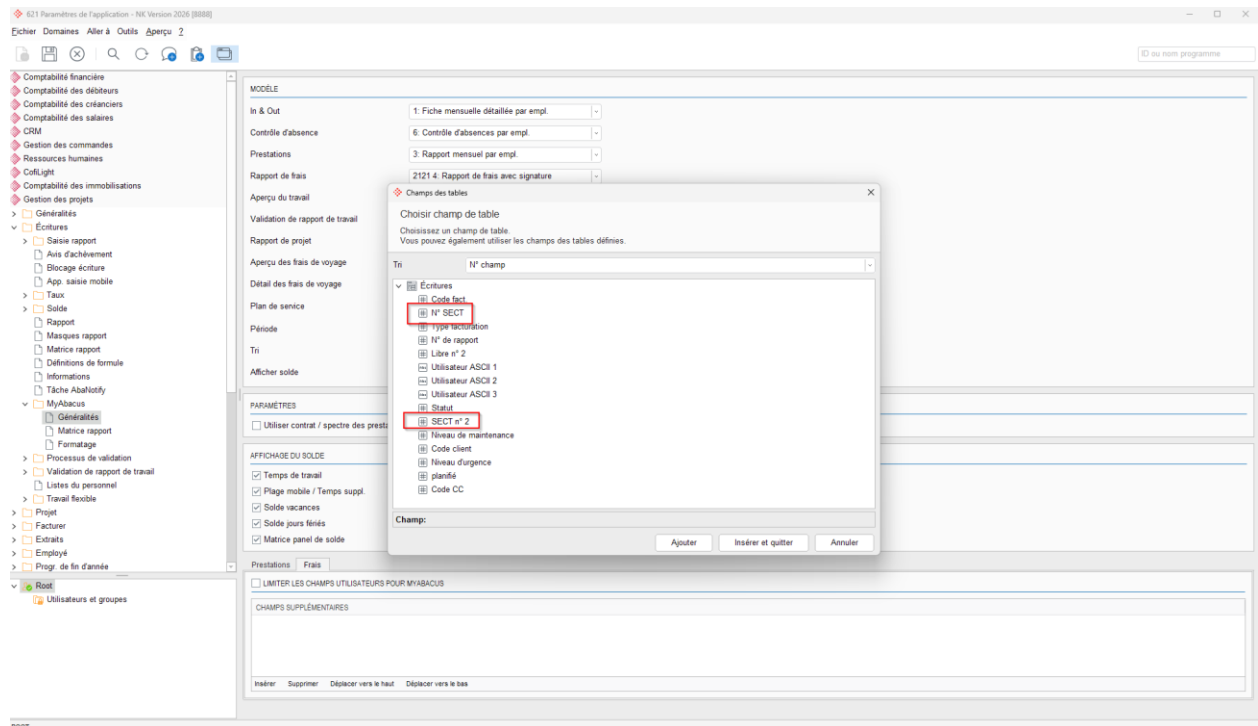 621 Paramètres de l'application - NK Version 2026 [8888]
Fichier Domaines Aller à Outils Aperçu ?
ID ou nom programme
Comptabilité financière
Comptabilité des débiteurs
Comptabilité des créanciers
Comptabilité des salaires
CRM
Gestion des commandes
Ressources humaines
CofiLight
Comptabilité des immobilisations
Gestion des projets
Généralités
Écritures
Saisie rapport
Avis d'achèvement
Blocage écriture
App. saisie mobile
Taux
Solde
Rapport
Masques rapport
Matrice rapport
Définitions de formule
Informations
Tâche AbaNotify
MyAbacus
Généralités
Matrice rapport
Formatage
Processus de validation
Validation de rapport de travail
Listes du personnel
Travail flexible
Projet
Facturer
Extraits
Employé
Progr. de fin d'année
Root
Utilisateurs et groupes
MODÈLE
In & Out 1: Fiche mensuelle détaillée par empl.
Contrôle d'absence 6: Contrôle d'absences par empl.
Prestations 3: Rapport mensuel par empl.
Rapport de frais 2121 4: Rapport de frais avec signature
Aperçu du travail
Validation de rapport de travail
Rapport de projet
Aperçu des frais de voyage
Détail des frais de voyage
Plan de service
Période
Tri
Afficher solde
PARAMÈTRES
Utiliser contrat / spectre des presta
AFFICHAGE DU SOLDE
Temps de travail
Plage mobile / Temps suppl.
Solde vacances
Solde jours fériés
Matrice panel de solde
Prestations Frais
LIMITER LES CHAMPS UTILISATEURS POUR MYABACUS
CHAMPS SUPPLÉMENTAIRES
Insérer Supprimer Déplacer vers le haut Déplacer vers le bas
Champs des tables
Choisir champ de table
Choisissez un champ de table.
Vous pouvez également utiliser les champs des tables définies.
Tri N° champ
Écritures
Code fact
N° SECT
Type facturation
N° de rapport
Libre n° 2
Utilisateur ASCII 1
Utilisateur ASCII 2
Utilisateur ASCII 3
Statut
SECT n° 2
Niveau de maintenance
Code client
Niveau d'urgence
planifié
Code CC
Champ:
Ajouter Insérer et quitter Annuler